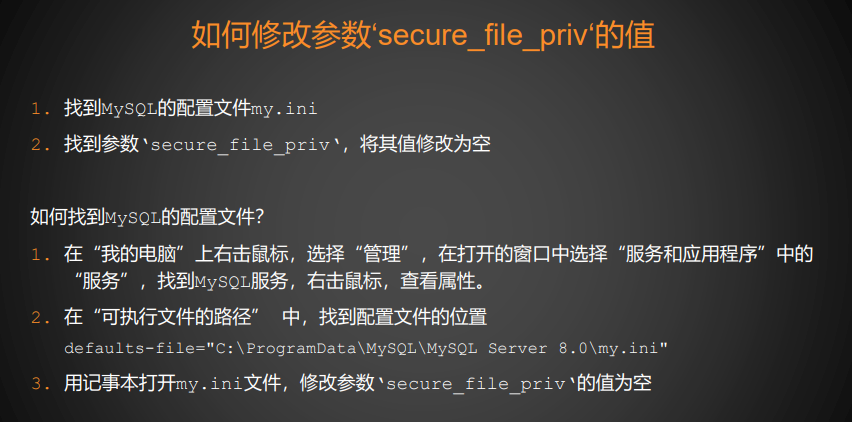 如何修改参数‘secure_file_priv‘的值
1. 找到MySQL的配置文件my.ini
2. 找到参数‘secure_file_priv‘，将其值修改为空
如何找到MySQL的配置文件？
1. 在“我的电脑”上右击鼠标，选择“管理”，在打开的窗口中选择“服务和应用程序”中的
“服务”，找到MySQL服务，右击鼠标，查看属性。
2. 在“可执行文件的路径” 中，找到配置文件的位置
defaults-file="C:\ProgramData\MySQL\MySQL Server 8.0\my.ini"
3. 用记事本打开my.ini文件，修改参数‘secure_file_priv‘的值为空